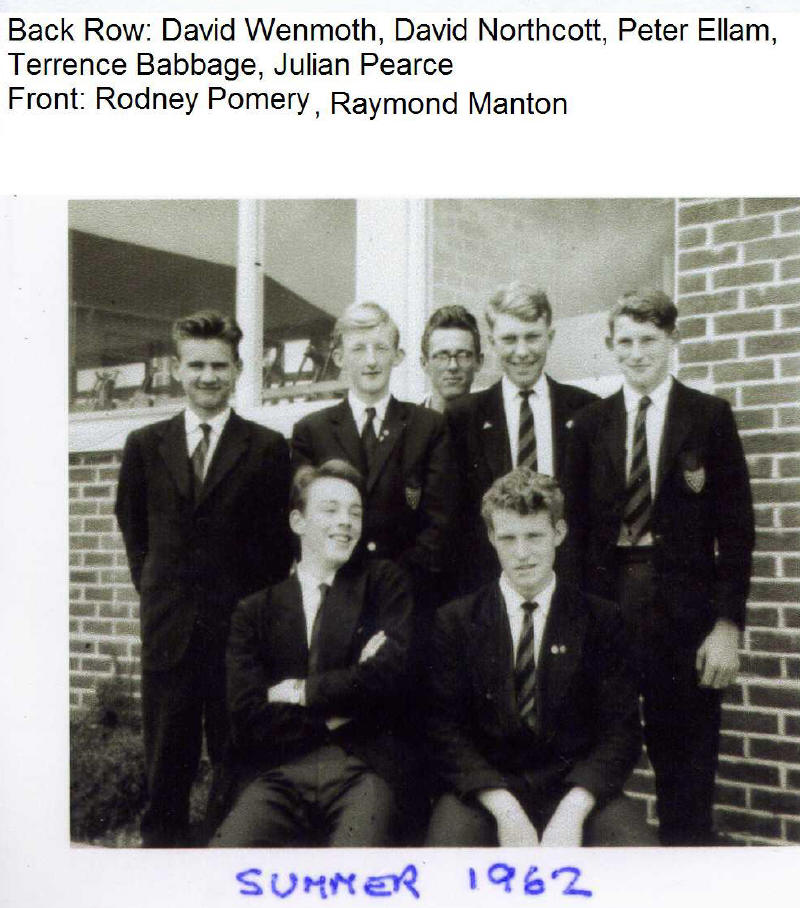 Back Row: David Wenmoth, David Northcott, Peter Ellam,
Terrence Babbage, Julian Pearce
Front: Rodney Pomery, Raymond Manton
SUMMER 1962